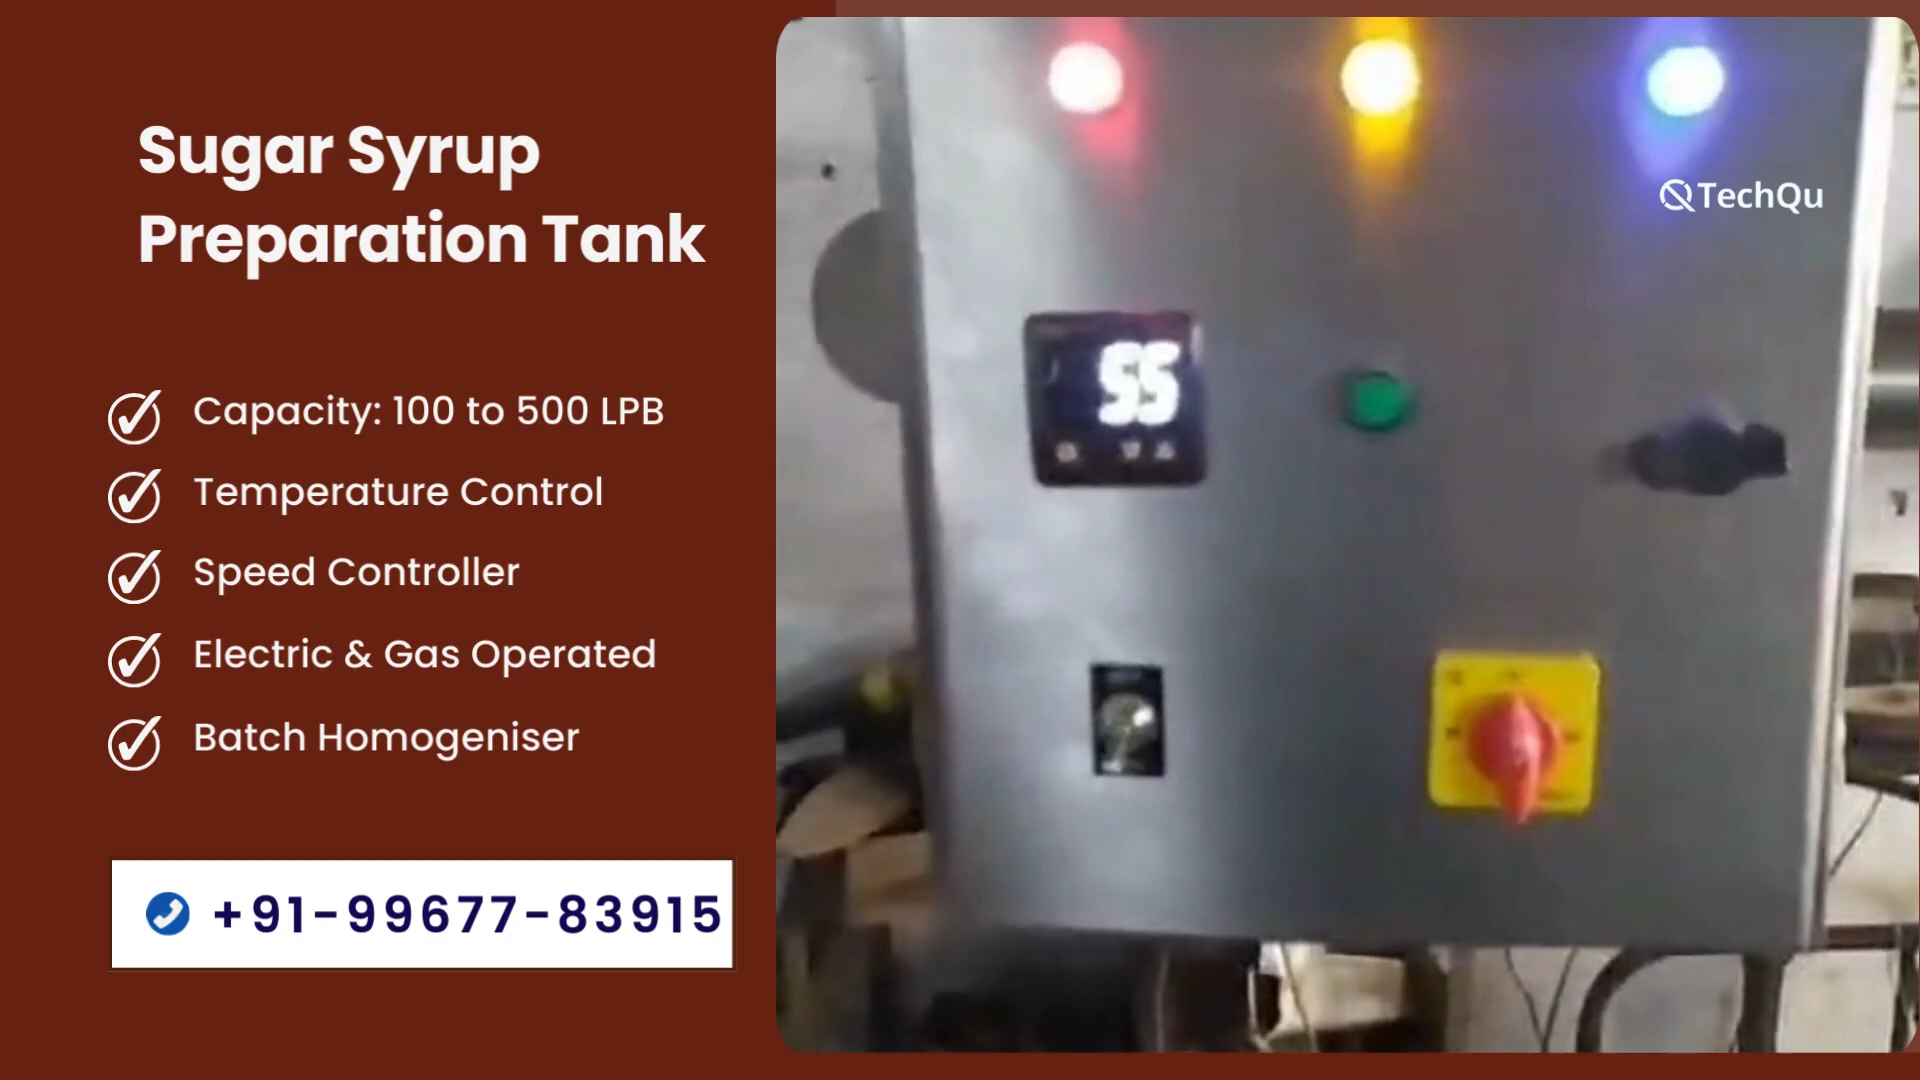 Sugar Syrup
Preparation Tank
Capacity: 100 to 500 LPB
Temperature Control
Speed Controller
Electric & Gas Operated
Batch Homogeniser
+91-99677-83915
TechQu
55